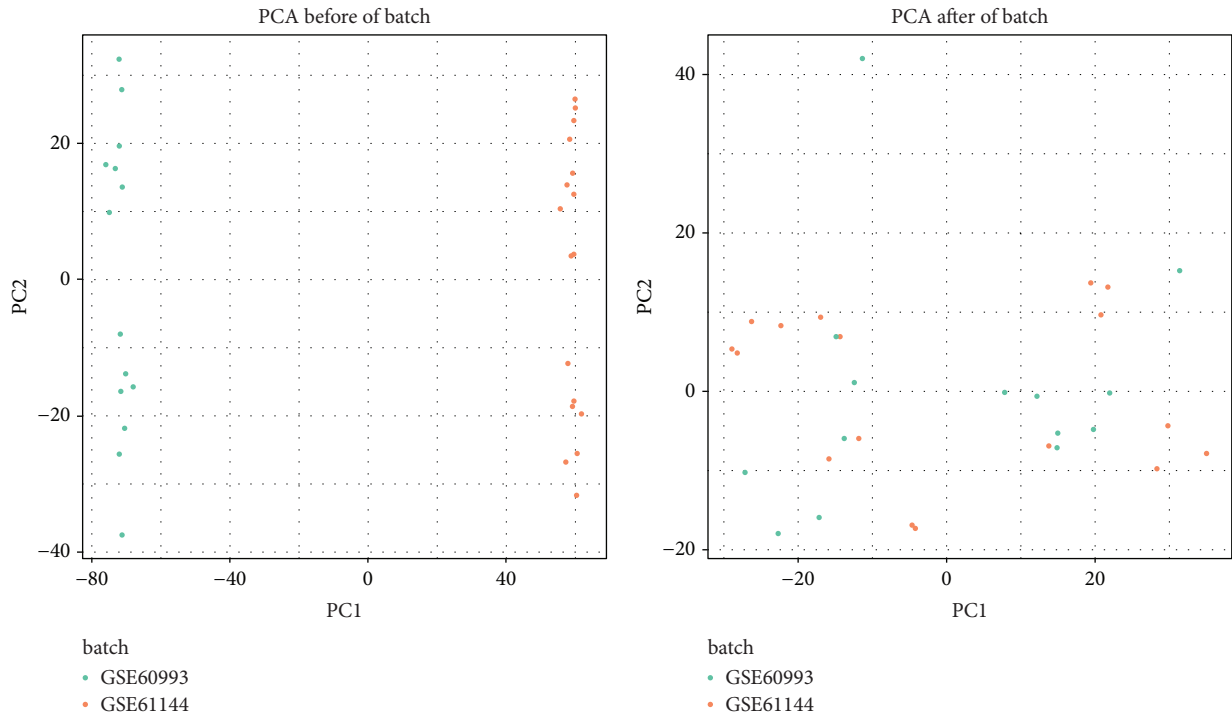 PCA before of batch
20
0
−20
−40
PC2
−80
−40
0
40
PC1
batch
GSE60993
GSE61144
PCA after of batch
40
20
0
−20
PC2
−20
0
20
PC1
batch
GSE60993
GSE61144